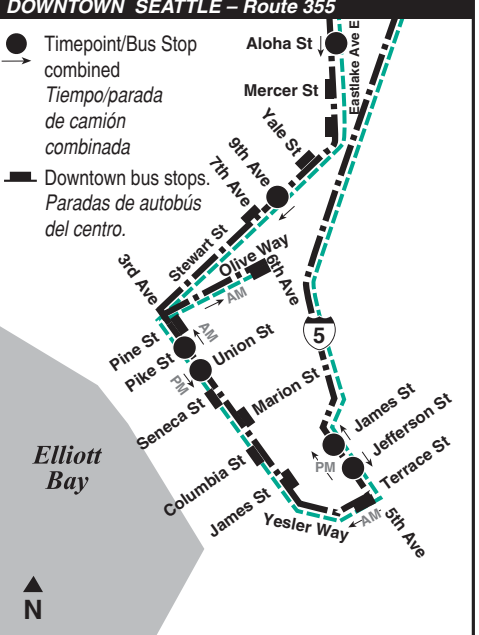 DOWNTOWN SEATTLE – Route 355
Timepoint/Bus Stop
combined
Tiempo/parada
de camión
combinada
Downtown bus stops.
Paradas de autobús
del centro.
Aloha St
Eastlake Ave E
Mercer St
Yale St
9th Ave
7th Ave
Stewart St
Olive Way
6th Ave
AM
3rd Ave
Pine St
AM
Pike St
Union St
PM
5
Seneca St
Marion St
James St
Jefferson St
Columbia St
PM
Terrace St
James St
Yesler Way
AM
5th Ave
Elliott
Bay
N